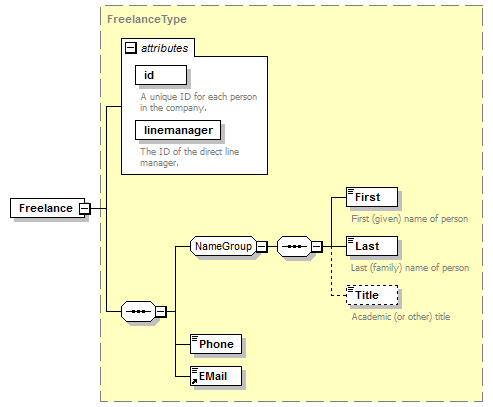 FreelanceType
attributes
id
A unique ID for each person
in the company.
linemanager
The ID of the direct line
manager.
Freelance
NameGroup
First
First (given) name of person
Last
Last (family) name of person
Title
Academic (or other) title
Phone
EMail